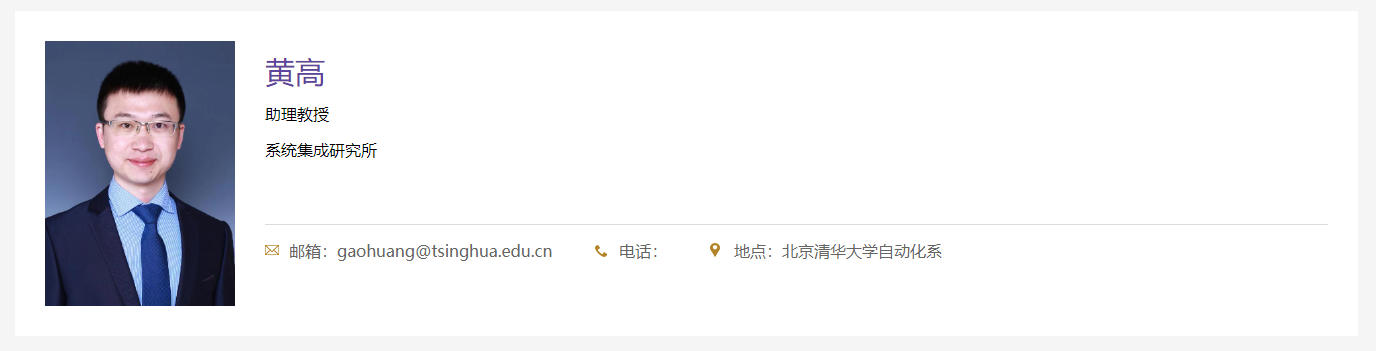 黄高
助理教授
系统集成研究所
邮箱：gaohuang@tsinghua.edu.cn 电话： 地点：北京清华大学自动化系